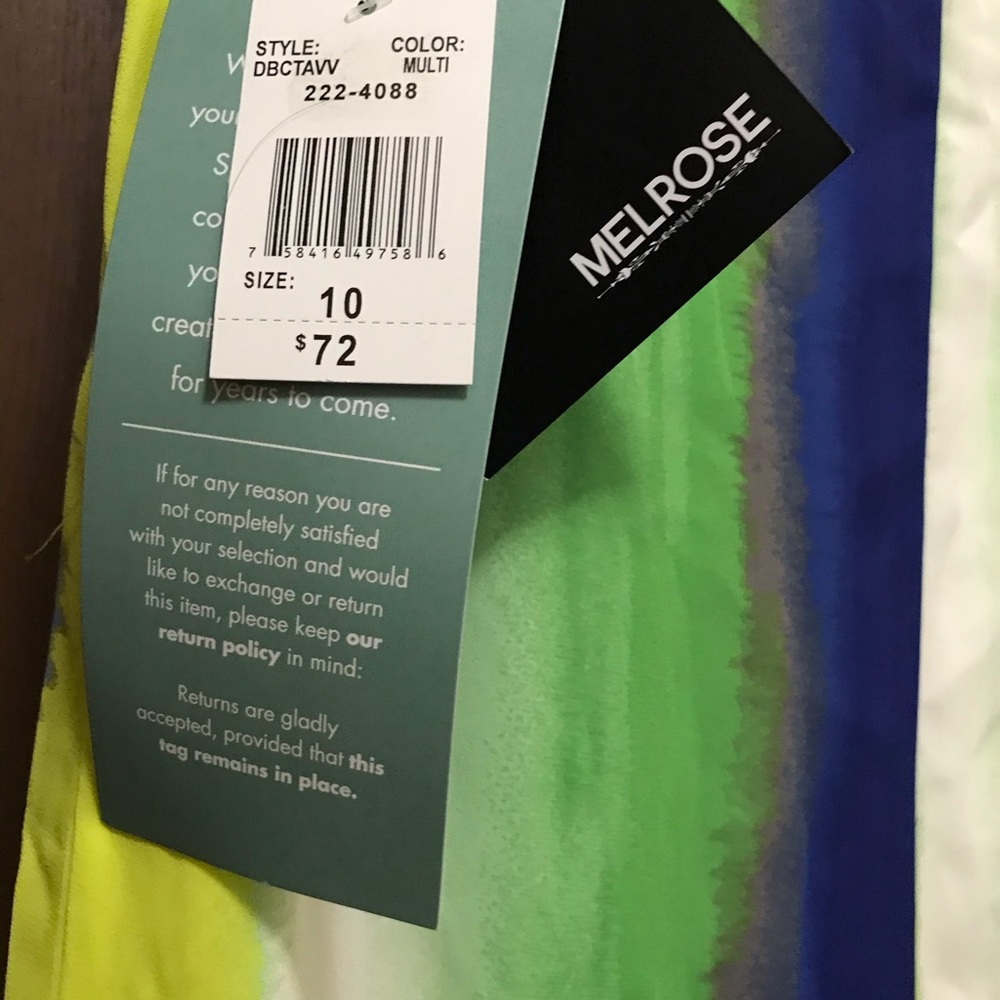 STYLE: COLOR:
DBCTAVV MULTI
222-4088
7 58416 49758 6
SIZE:
10
$72
MELROSE
for years to come.
If for any reason you are
not completely satisfied
with your selection and would
like to exchange or return
this item, please keep our
return policy in mind:
Returns are gladly
accepted, provided that this
tag remains in place.